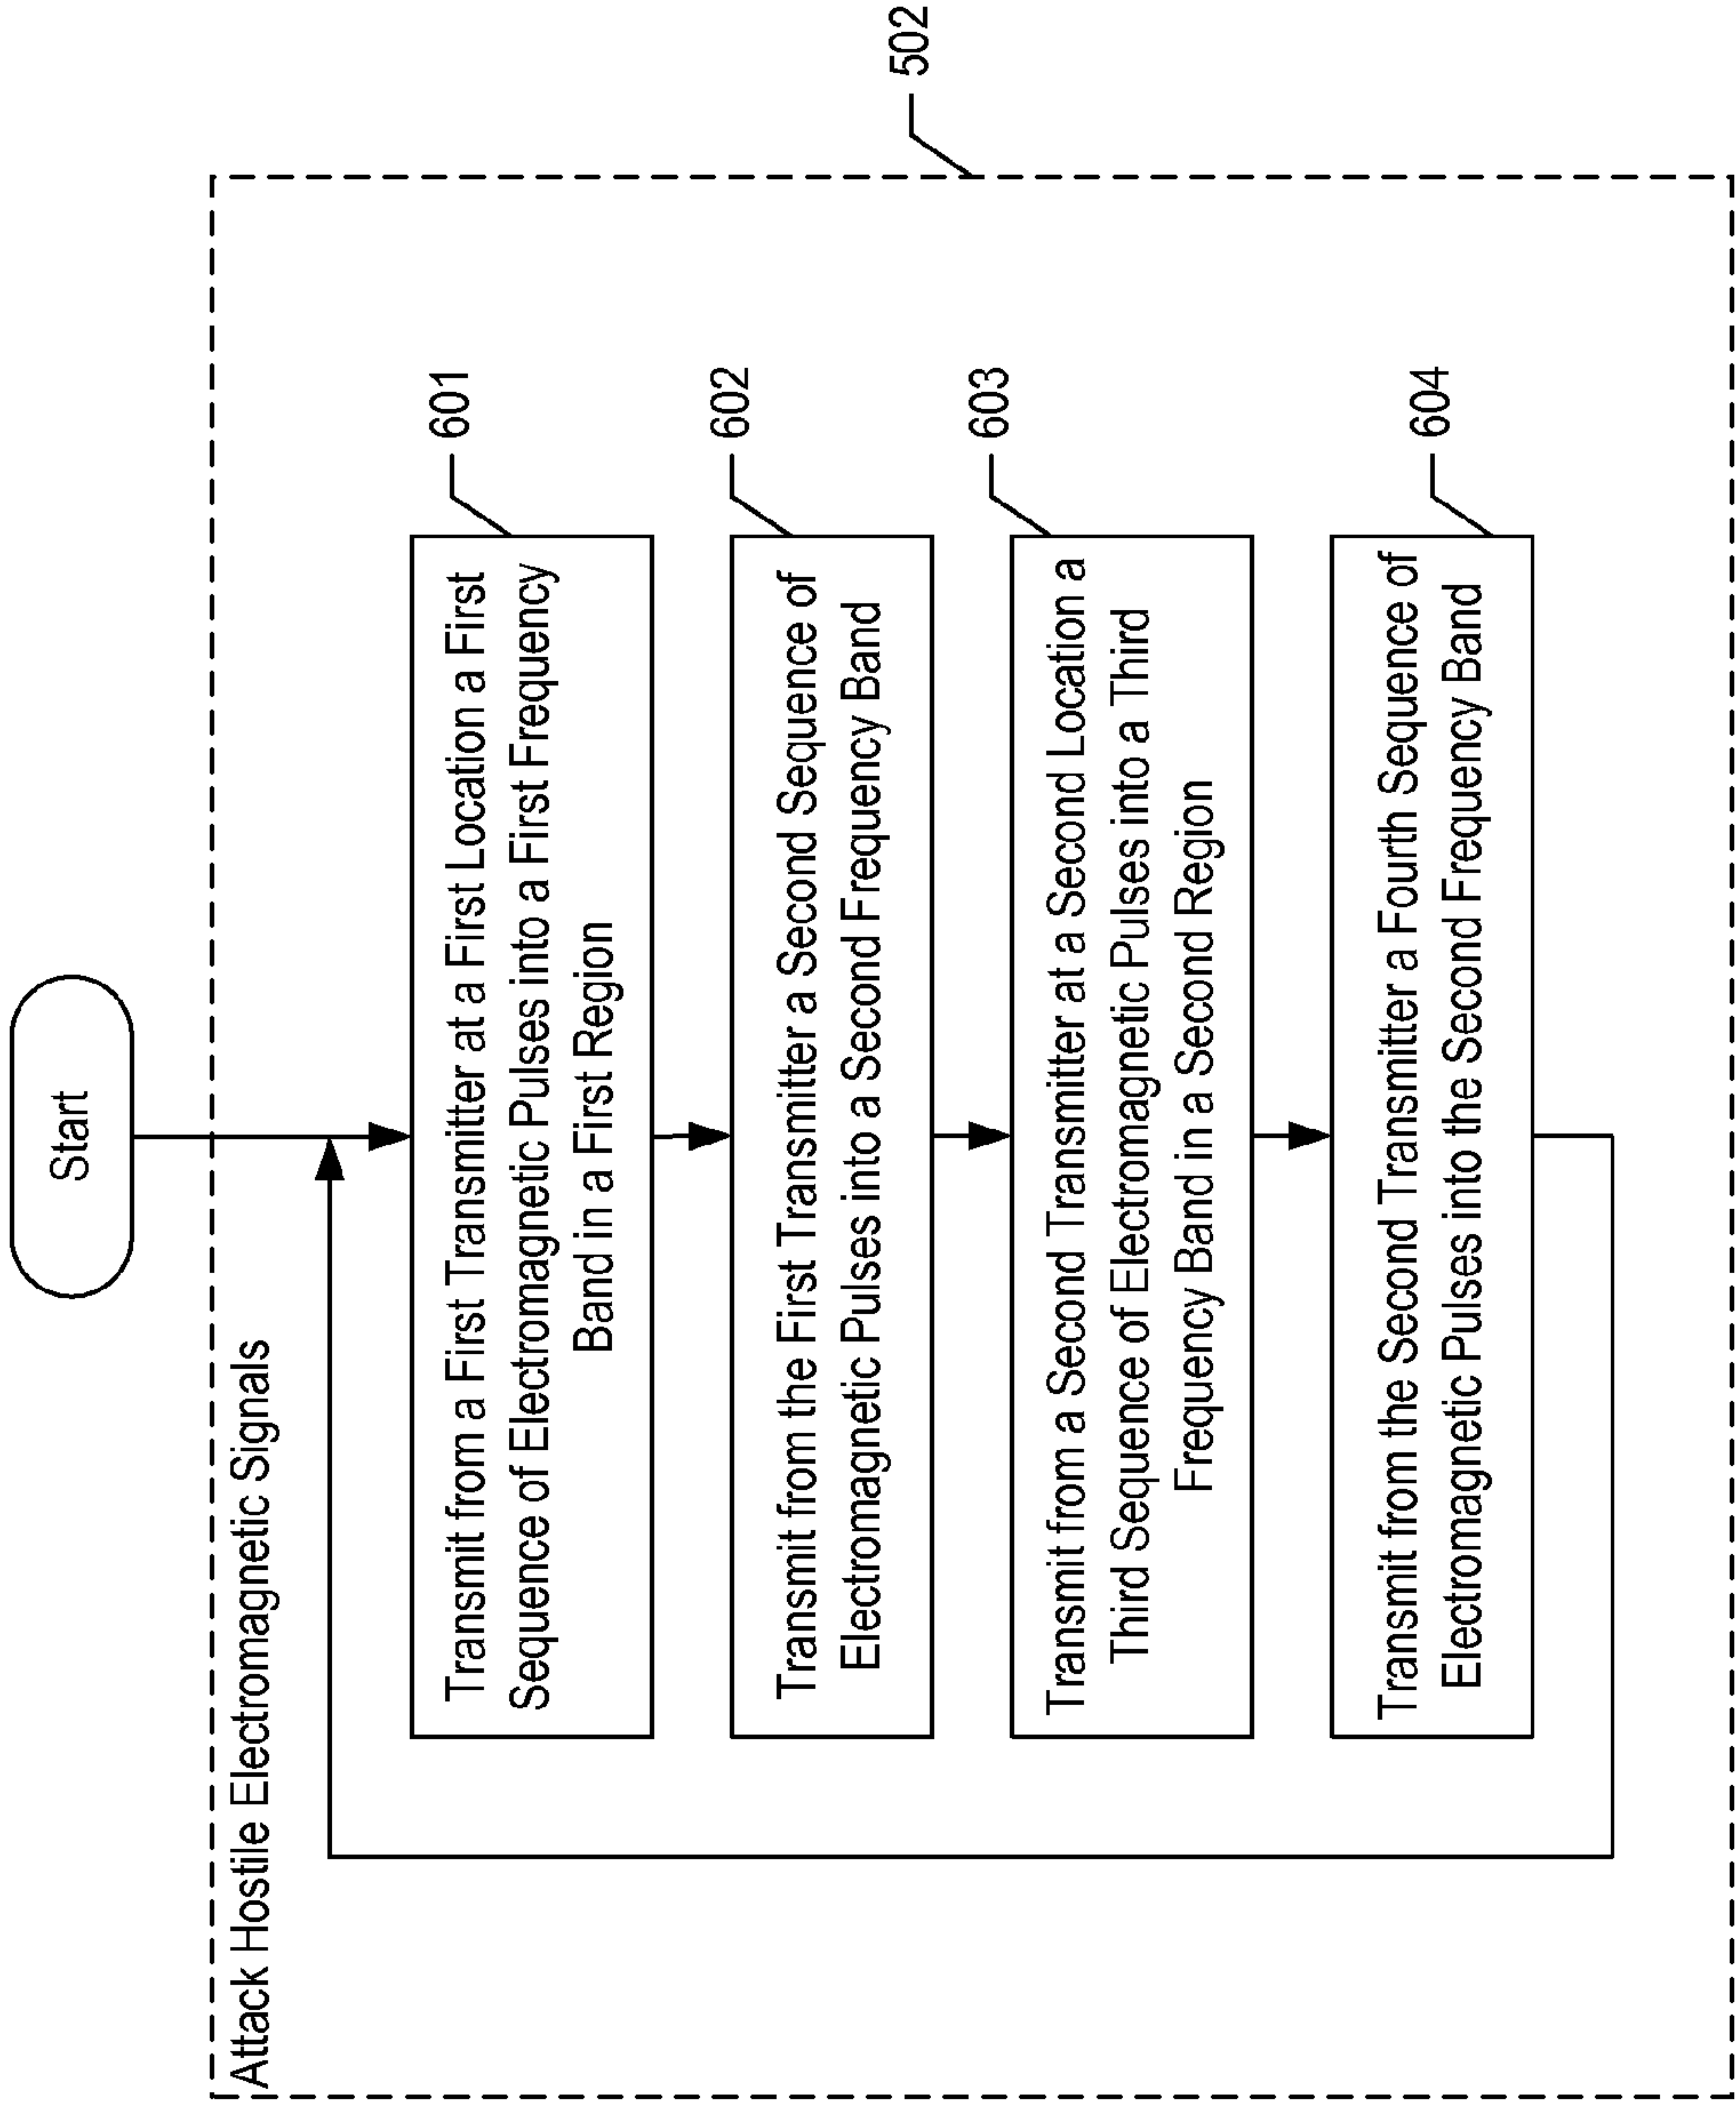 Start
Attack Hostile Electromagnetic Signals
502
601
Transmit from a First Transmitter at a First Location a First
Sequence of Electromagnetic Pulses into a First Frequency
Band in a First Region
602
Transmit from the First Transmitter a Second Sequence of
Electromagnetic Pulses into a Second Frequency Band
603
Transmit from a Second Transmitter at a Second Location a
Third Sequence of Electromagnetic Pulses into a Third
Frequency Band in a Second Region
604
Transmit from the Second Transmitter a Fourth Sequence of
Electromagnetic Pulses into the Second Frequency Band